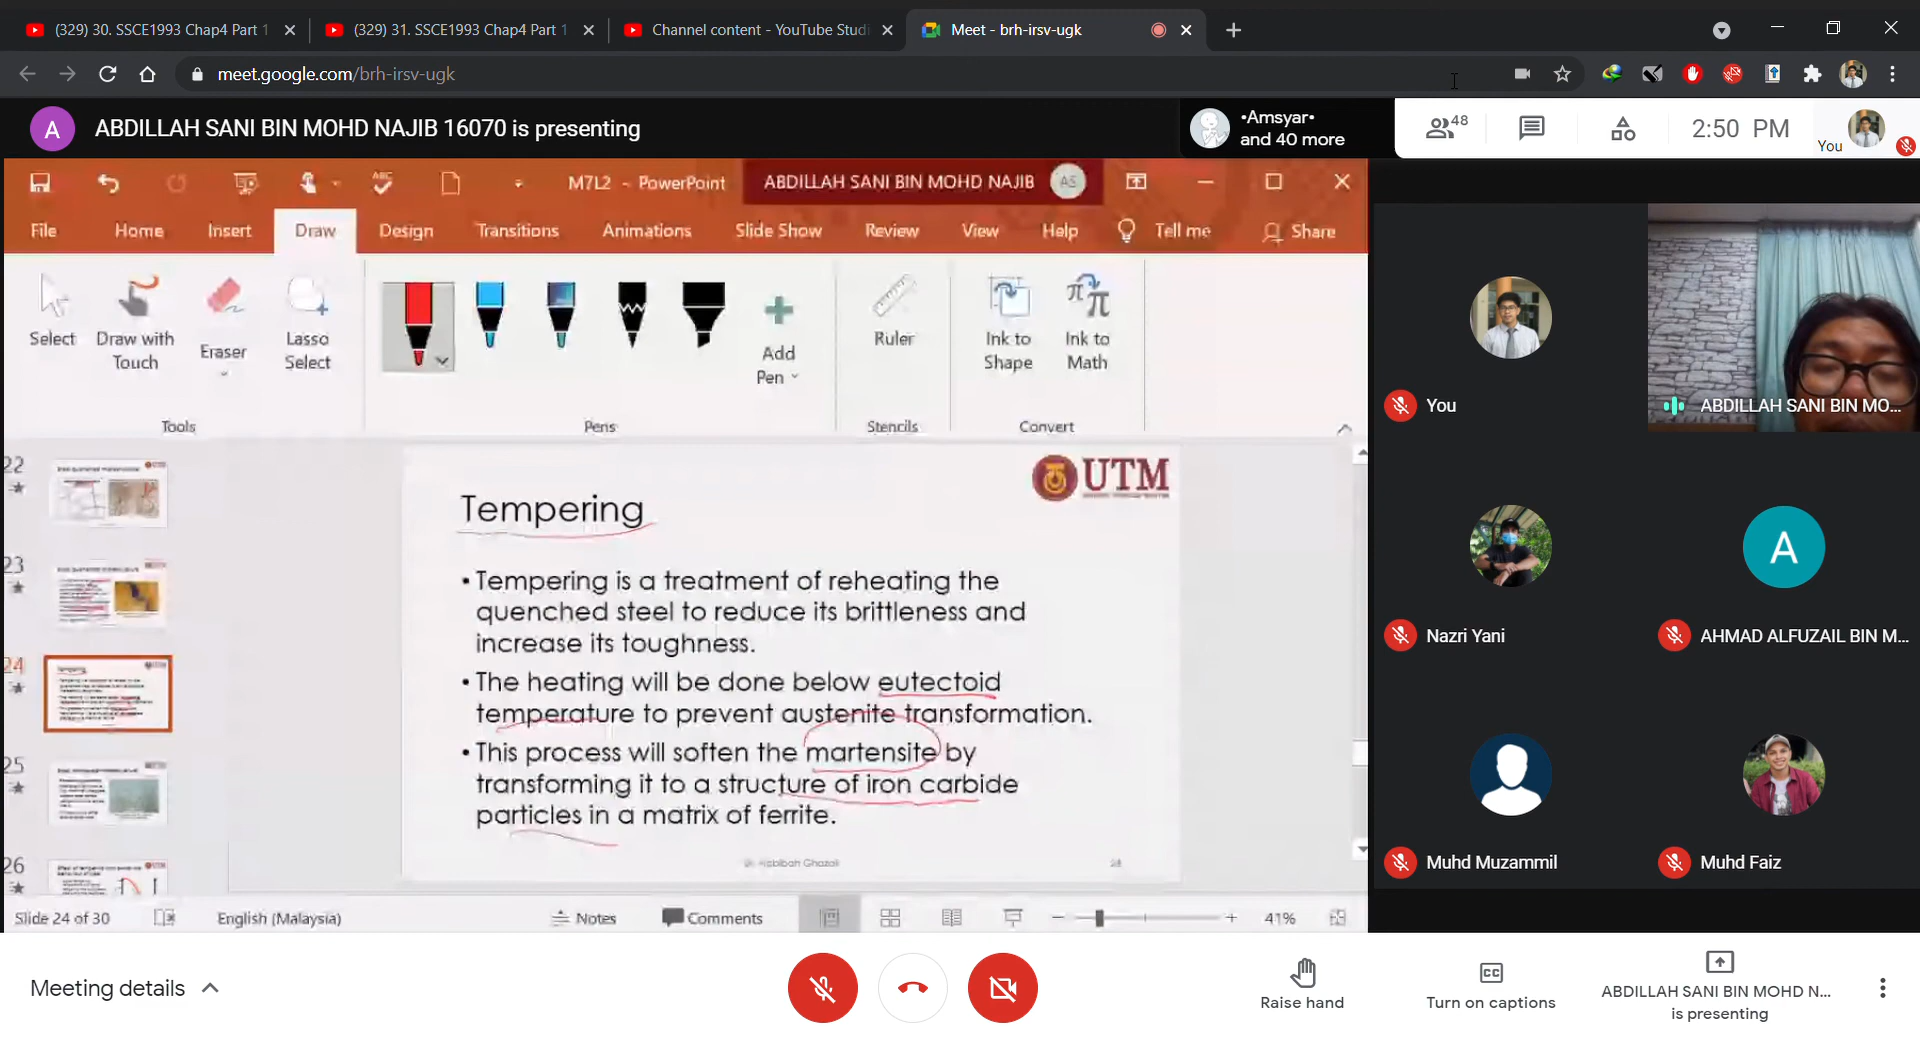 (329) 30. SSCE1993 Chap4 Part 1
(329) 31. SSCE1993 Chap4 Part 1
Channel content - YouTube Studi
Meet - brh-irsv-ugk
meet.google.com/brh-irsv-ugk
A
ABDILLAH SANI BIN MOHD NAJIB 16070 is presenting
•Amsyar•
and 40 more
48
2:50 PM
You
M7L2 - PowerPoint
ABDILLAH SANI BIN MOHD NAJIB
AS
File
Home
Insert
Draw
Design
Transitions
Animations
Slide Show
Review
View
Help
Tell me
Share
Select
Draw with
Touch
Eraser
Lasso
Select
Add
Pen
Ruler
Ink to
Shape
Ink to
Math
Tools
Pens
Stencils
Convert
22
23
24
25
26
UTM
Tempering
• Tempering is a treatment of reheating the
quenched steel to reduce its brittleness and
increase its toughness.
• The heating will be done below eutectoid
temperature to prevent austenite transformation.
• This process will soften the martensite by
transforming it to a structure of iron carbide
particles in a matrix of ferrite.
24
Slide 24 of 30
English (Malaysia)
Notes
Comments
41%
You
ABDILLAH SANI BIN MO...
Nazri Yani
A
AHMAD ALFUZAIL BIN M...
Muhd Muzammil
Muhd Faiz
Meeting details
Raise hand
CC
Turn on captions
ABDILLAH SANI BIN MOHD N...
is presenting